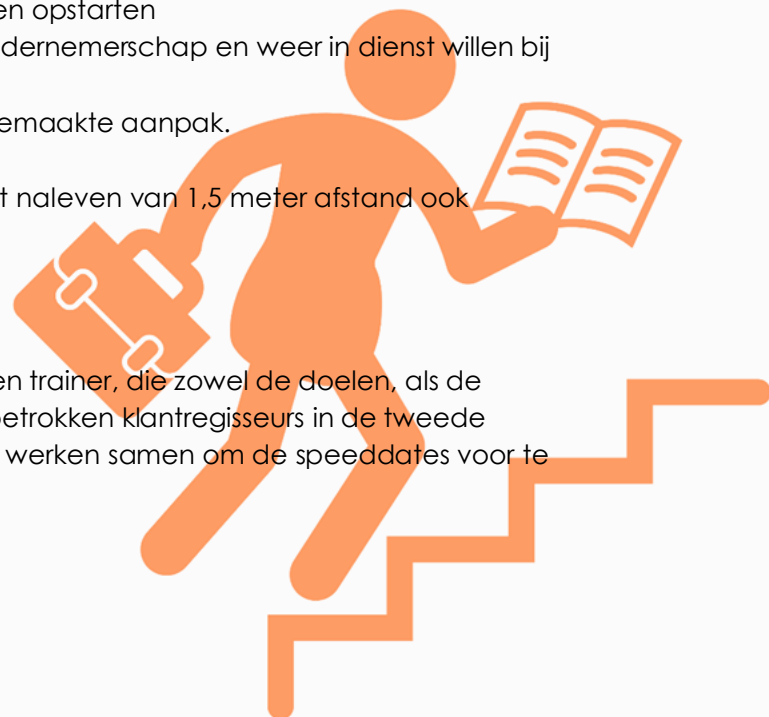 en opstarten
dernemerschap en weer in dienst willen bij
emaakte aanpak.
t naleven van 1,5 meter afstand ook
en trainer, die zowel de doelen, als de
betrokken klantregisseurs in de tweede
werken samen om de speeddates voor te